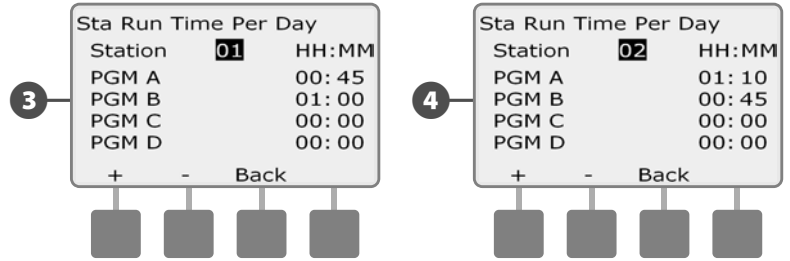 3
Sta Run Time Per Day
Station 01 HH:MM
PGM A 00:45
PGM B 01:00
PGM C 00:00
PGM D 00:00
+ - Back
4
Sta Run Time Per Day
Station 02 HH:MM
PGM A 01:10
PGM B 00:45
PGM C 00:00
PGM D 00:00
+ - Back